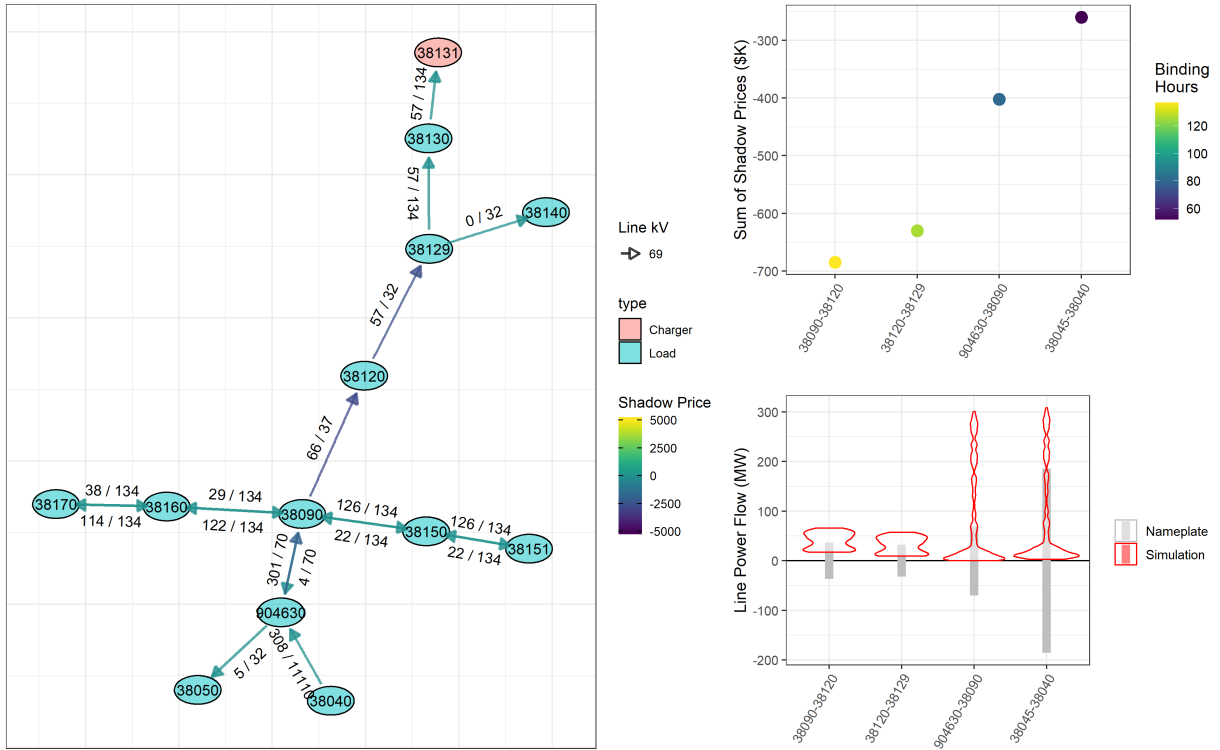 38131
57 / 134
38130
57 / 134
38140
0 / 32
38129
57 / 32
38120
66 / 37
38170
38 / 134
114 / 134
38160
29 / 134
122 / 134
38090
126 / 134
22 / 134
38150
126 / 134
22 / 134
38151
301 / 70
4 / 70
904630
5 / 32
308 / 11110
38050
38040
Line kV
69
type
Charger
Load
Shadow Price
5000
2500
0
-2500
-5000
Sum of Shadow Prices ($K)
-300
-400
-500
-600
-700
38090-38120
38120-38129
904630-38090
38045-38040
Binding
Hours
120
100
80
60
Line Power Flow (MW)
300
200
100
0
-100
-200
38090-38120
38120-38129
904630-38090
38045-38040
Nameplate
Simulation